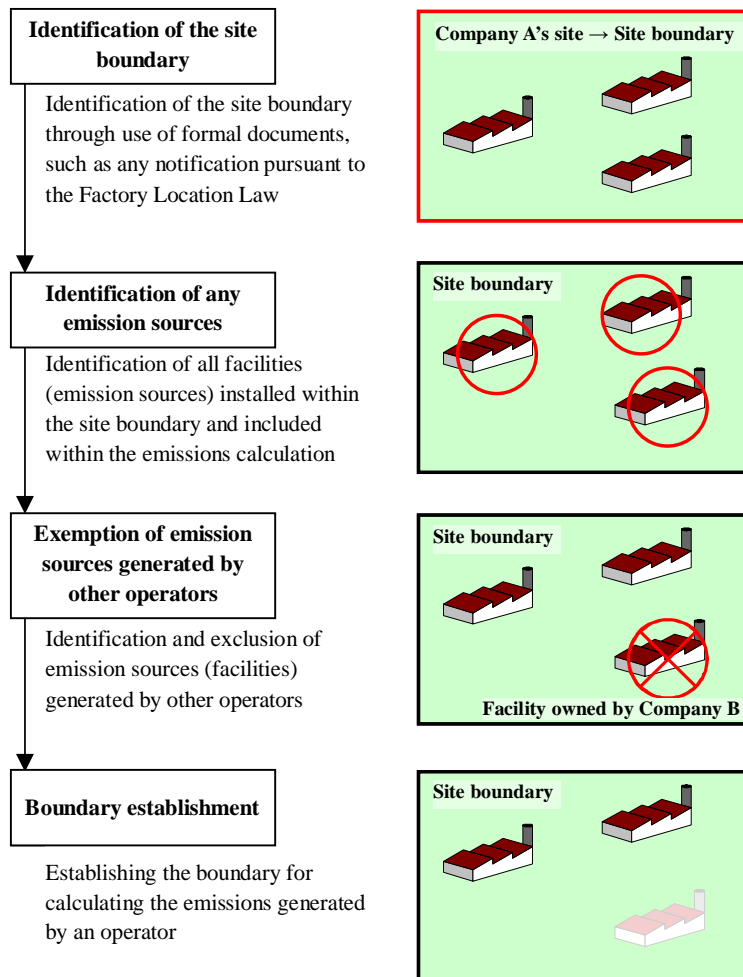 Identification of the site
boundary
Company A's site → Site boundary
Identification of the site boundary
through use of formal documents,
such as any notification pursuant to
the Factory Location Law
Identification of any
emission sources
Site boundary
Identification of all facilities
(emission sources) installed within
the site boundary and included
within the emissions calculation
Exemption of emission
sources generated by
other operators
Site boundary
Identification and exclusion of
emission sources (facilities)
generated by other operators
Facility owned by Company B
Boundary establishment
Site boundary
Establishing the boundary for
calculating the emissions generated
by an operator